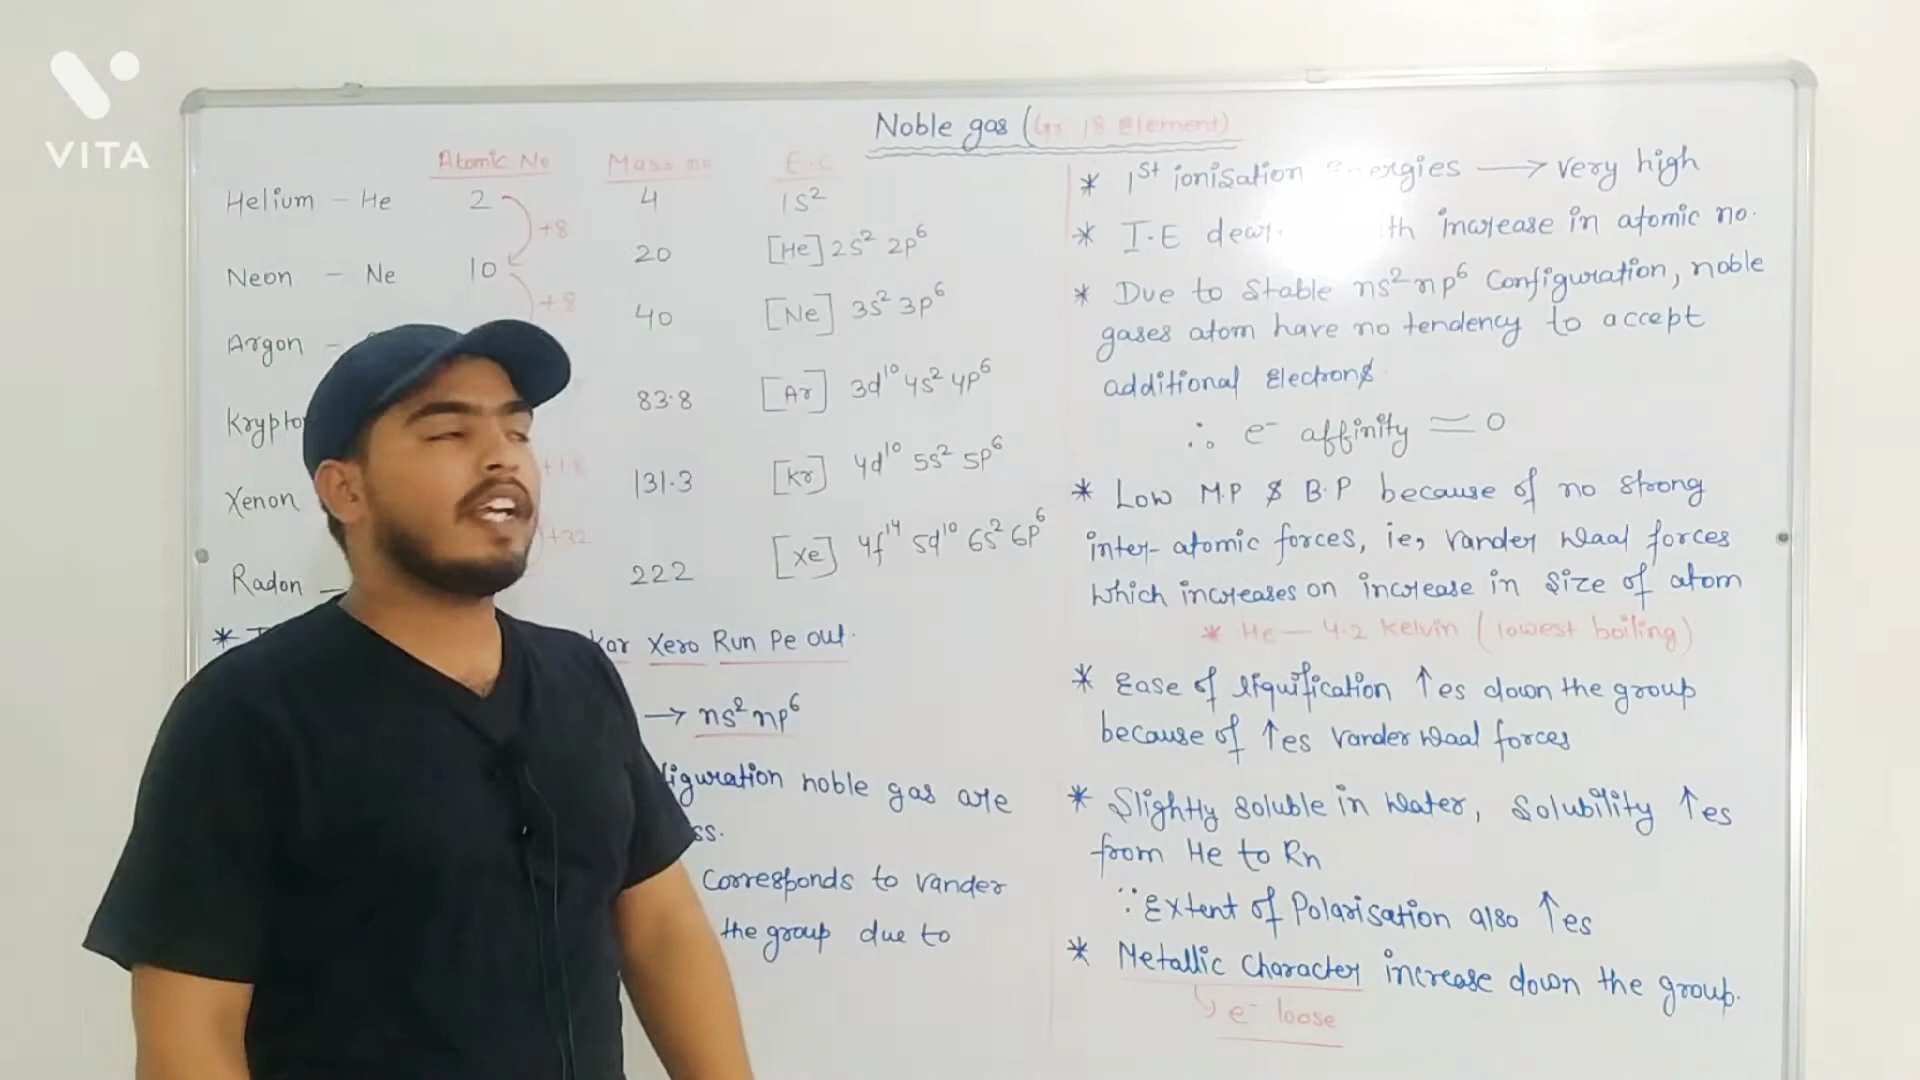 VITA
Noble gas (Gr 18 Element)
Atomic No Mass no E.C
Helium - He 2 4 1s²
+8
Neon - Ne 10 20 [He] 2s² 2p⁶
+8
Argon - 40 [Ne] 3s² 3p⁶
Krypto 83.8 [Ar] 3d¹⁰ 4s² 4p⁶
+18
Xenon 131.3 [Kr] 4d¹⁰ 5s² 5p⁶
+32
Radon - 222 [Xe] 4f¹⁴ 5d¹⁰ 6s² 6p⁶
* kar Xero Run Pe out.
→ ns² np⁶
figuration noble gas are
ss.
Corresponds to vander
the group due to
* 1st ionisation ergies → very high
* I.E decr. th increase in atomic no.
* Due to Stable ns² np⁶ Configuration, noble
gases atom have no tendency to accept
additional Electrons
∴ e⁻ affinity = 0
* Low M.P & B.P because of no strong
inter-atomic forces, ie, vander waal forces
which increases on increase in size of atom
* He — 4.2 kelvin (lowest boiling)
* Ease of liquification ↑es down the group
because of ↑es vander waal forces
* Slightly soluble in water, solubility ↑es
from He to Rn
∵ Extent of Polarisation also ↑es
* Metallic Character increase down the group.
↳ e⁻ loose